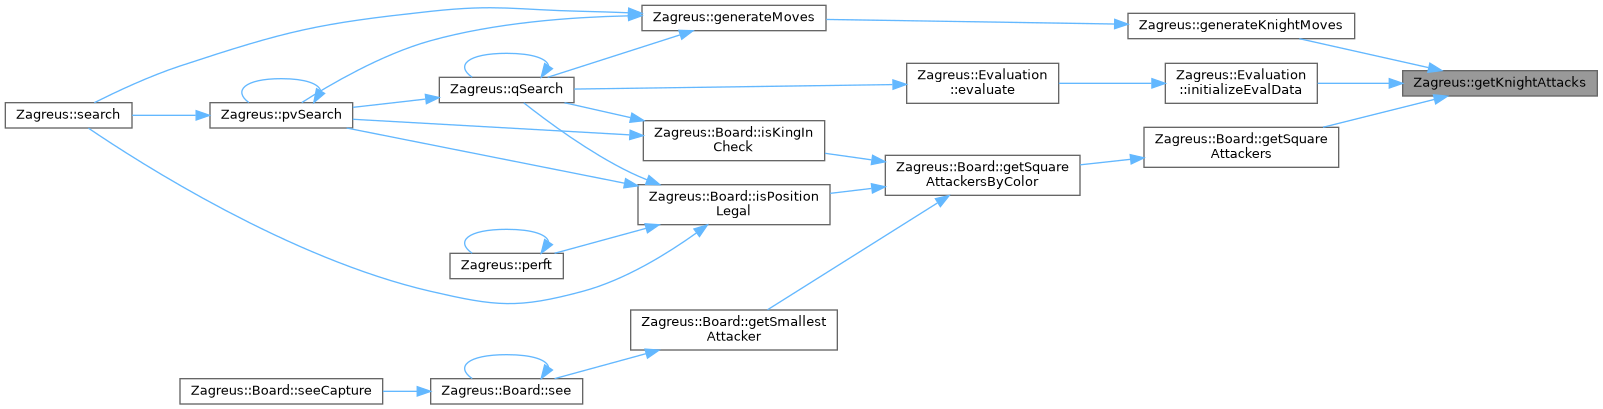 Zagreus::generateMoves
Zagreus::generateKnightMoves
Zagreus::getKnightAttacks
Zagreus::Evaluation
::evaluate
Zagreus::Evaluation
::initializeEvalData
Zagreus::qSearch
Zagreus::search
Zagreus::pvSearch
Zagreus::Board::isKingIn
Check
Zagreus::Board::getSquare
Attackers
Zagreus::Board::getSquare
AttackersByColor
Zagreus::Board::isPosition
Legal
Zagreus::perft
Zagreus::Board::getSmallest
Attacker
Zagreus::Board::seeCapture
Zagreus::Board::see